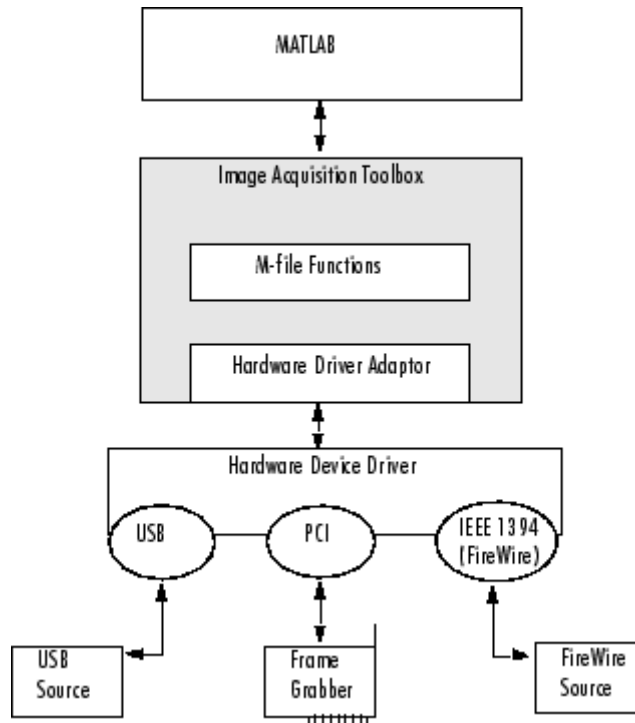 MATLAB
Image Acquisition Toolbox
M-file Functions
Hardware Driver Adaptor
Hardware Device Driver
USB
PCI
IEEE 1394
(FireWire)
USB
Source
Frame
Grabber
FireWire
Source